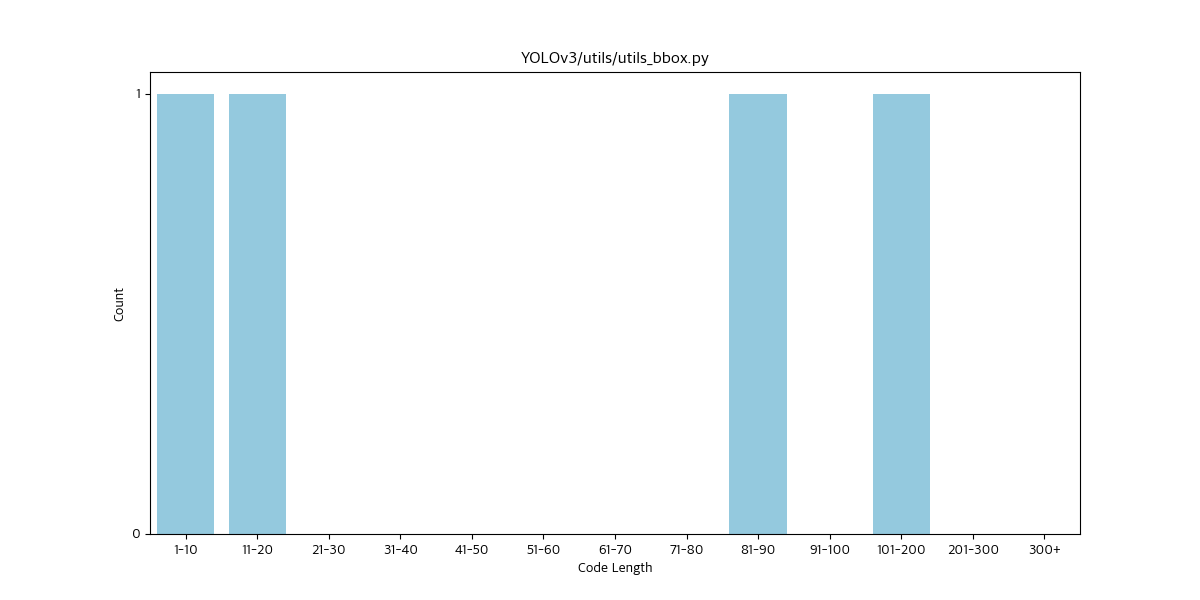 YOLOv3/utils/utils_bbox.py
1
Count
0
1-10 11-20 21-30 31-40 41-50 51-60 61-70 71-80 81-90 91-100 101-200 201-300 300+
Code Length